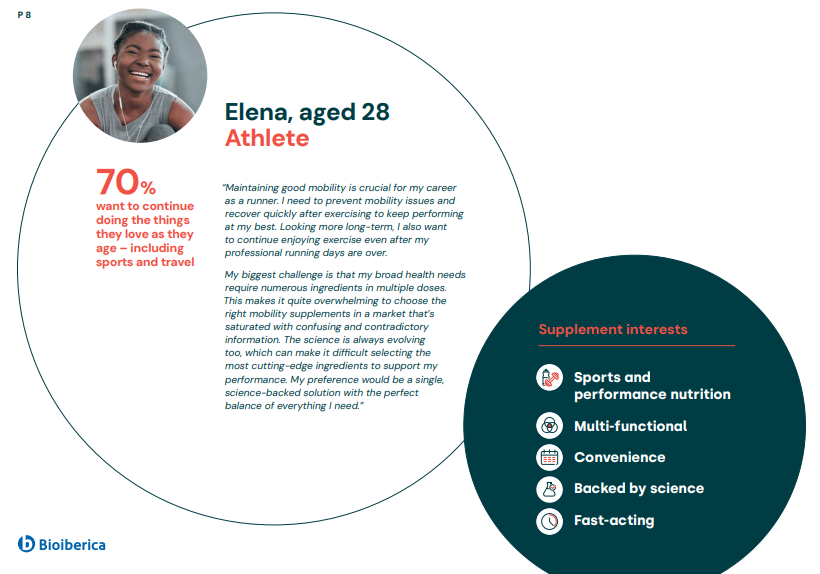 P 8
Elena, aged 28
Athlete
70%
want to continue
doing the things
they love as they
age – including
sports and travel
“Maintaining good mobility is crucial for my career
as a runner. I need to prevent mobility issues and
recover quickly after exercising to keep performing
at my best. Looking more long-term, I also want
to continue enjoying exercise even after my
professional running days are over.
My biggest challenge is that my broad health needs
require numerous ingredients in multiple doses.
This makes it quite overwhelming to choose the
right mobility supplements in a market that’s
saturated with confusing and contradictory
information. The science is always evolving
too, which can make it difficult selecting the
most cutting-edge ingredients to support my
performance. My preference would be a single,
science-backed solution with the perfect
balance of everything I need.”
Supplement interests
Sports and
performance nutrition
Multi-functional
Convenience
Backed by science
Fast-acting
Bioiberica